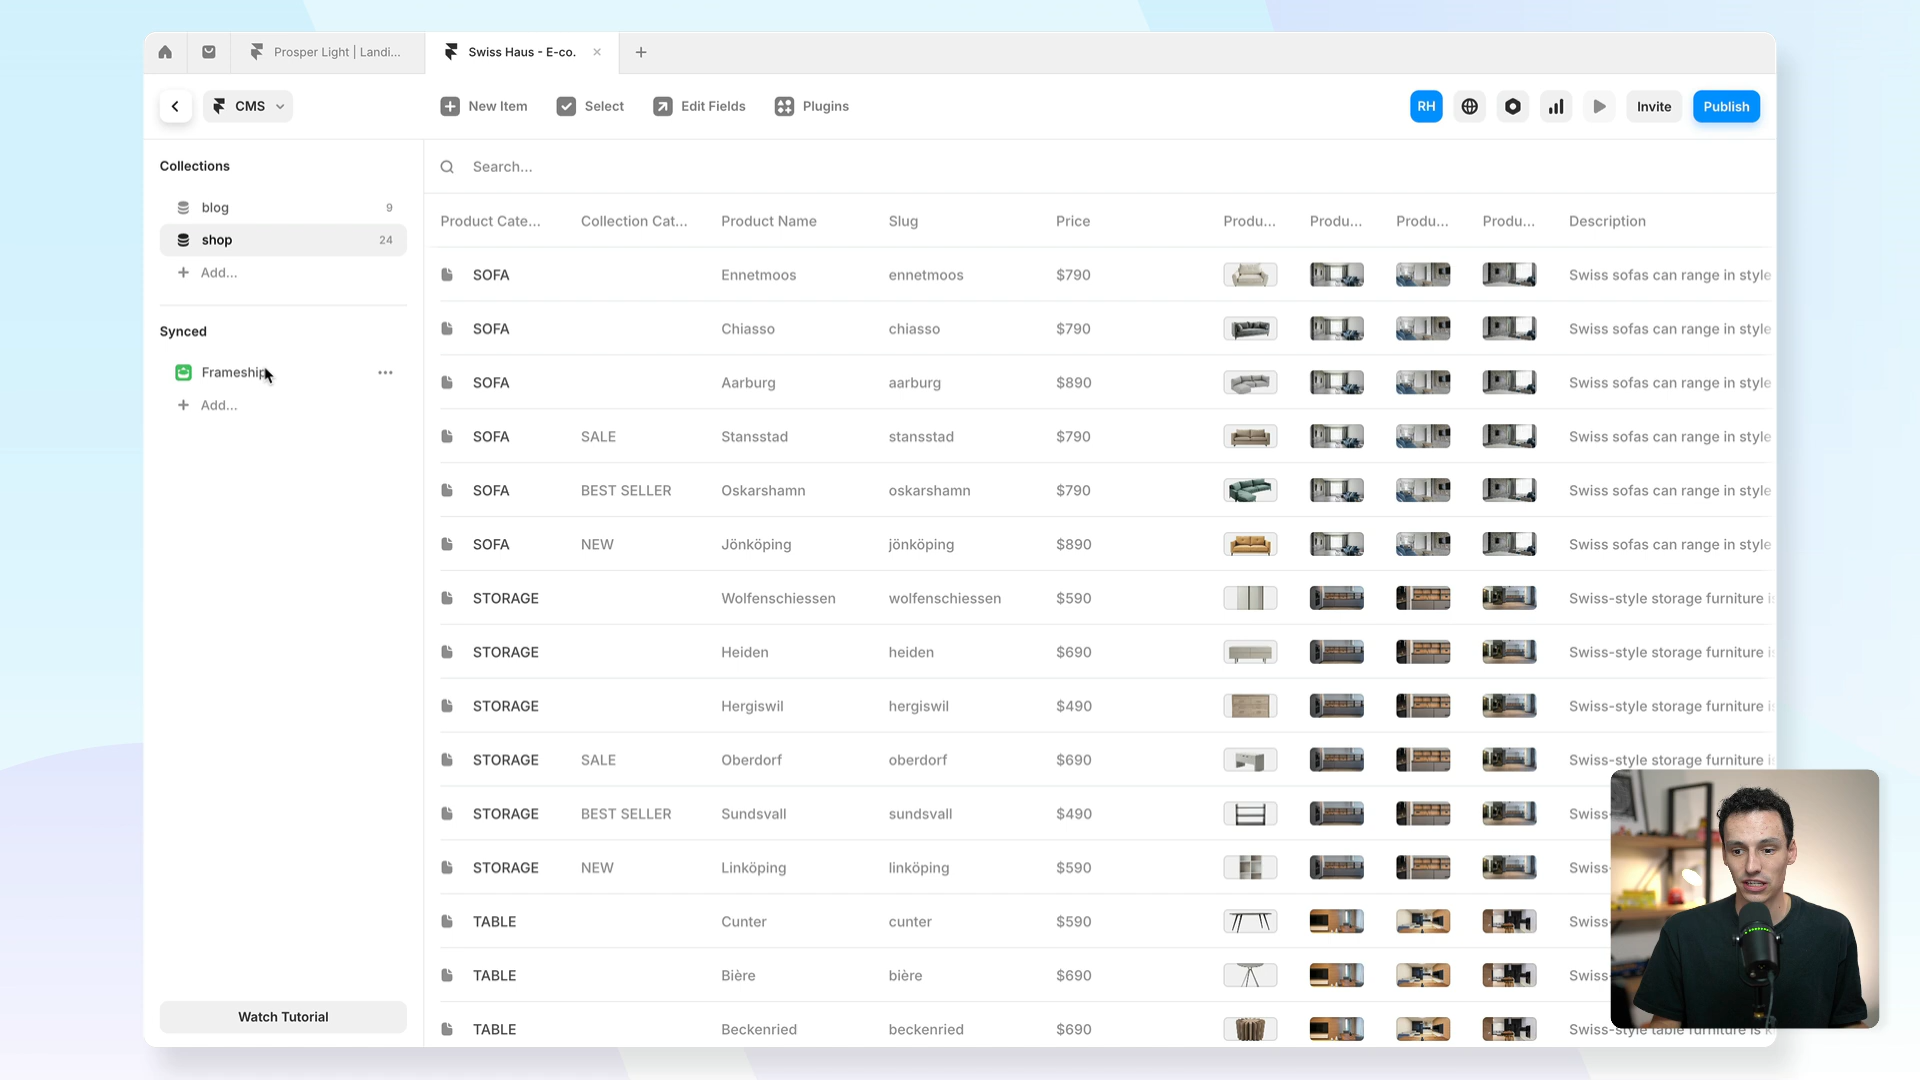 Prosper Light | Landi...
Swiss Haus - E-co.
CMS
New Item
Select
Edit Fields
Plugins
RH
Invite
Publish
Collections
blog 9
shop 24
Add...
Synced
Frameship
Add...
Watch Tutorial
Search...
Product Cate... Collection Cat... Product Name Slug Price Produ... Produ... Produ... Produ... Description
SOFA Ennetmoos ennetmoos $790 Swiss sofas can range in style
SOFA Chiasso chiasso $790 Swiss sofas can range in style
SOFA Aarburg aarburg $890 Swiss sofas can range in style
SOFA SALE Stansstad stansstad $790 Swiss sofas can range in style
SOFA BEST SELLER Oskarshamn oskarshamn $790 Swiss sofas can range in style
SOFA NEW Jönköping jönköping $890 Swiss sofas can range in style
STORAGE Wolfenschiessen wolfenschiessen $590 Swiss-style storage furniture
STORAGE Heiden heiden $690 Swiss-style storage furniture
STORAGE Hergiswil hergiswil $490 Swiss-style storage furniture
STORAGE SALE Oberdorf oberdorf $690 Swiss-style storage furniture
STORAGE BEST SELLER Sundsvall sundsvall $490 Swiss-
STORAGE NEW Linköping linköping $590 Swiss-
TABLE Cunter cunter $590 Swiss-
TABLE Bière bière $690 Swiss-
TABLE Beckenried beckenried $690 Swiss-style table furniture is